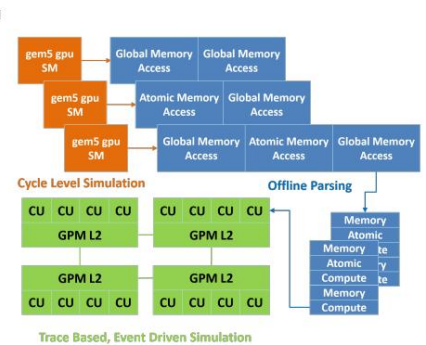 gem5 gpu
SM
Global Memory
Access
Global Memory
Access
gem5 gpu
SM
Atomic Memory
Access
Global Memory
Access
gem5 gpu
SM
Global Memory
Access
Atomic Memory
Access
Global Memory
Access
Cycle Level Simulation
Offline Parsing
CU CU CU CU
GPM L2
CU CU CU CU
GPM L2
GPM L2
CU CU CU CU
GPM L2
CU CU CU CU
Memory
Atomic
Memory
Atomic
Compute
Memory
Compute
Trace Based, Event Driven Simulation